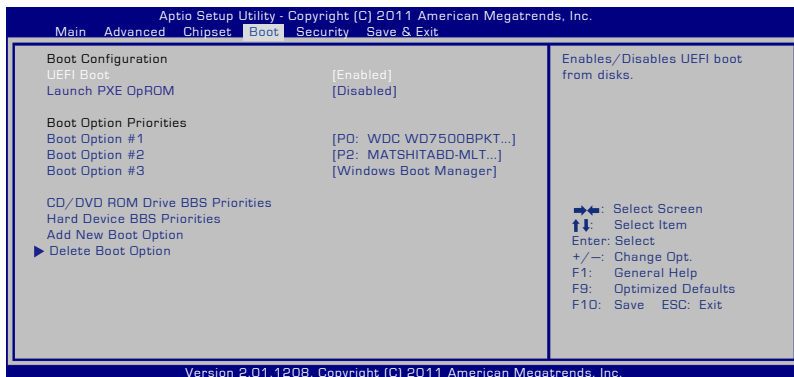 Aptio Setup Utility - Copyright (C) 2011 American Megatrends, Inc.
Main Advanced Chipset Boot Security Save & Exit
Boot Configuration
UEFI Boot [Enabled]
Launch PXE OpROM [Disabled]
Boot Option Priorities
Boot Option #1 [P0: WDC WD7500BPKT...]
Boot Option #2 [P2: MATSHITABD-MLT...]
Boot Option #3 [Windows Boot Manager]
CD/DVD ROM Drive BBS Priorities
Hard Device BBS Priorities
Add New Boot Option
Delete Boot Option
Enables/Disables UEFI boot
from disks.
: Select Screen
: Select Item
Enter: Select
+/—: Change Opt.
F1: General Help
F9: Optimized Defaults
F10: Save ESC: Exit
Version 2.01.1208. Copyright (C) 2011 American Megatrends, Inc.